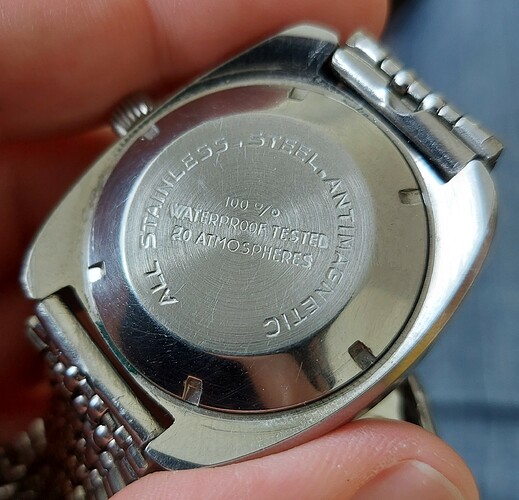 ALL STAINLESS. STEEL. ANTIMAGNETIC
100 %
WATERPROOF TESTED
20 ATMOSPHERES